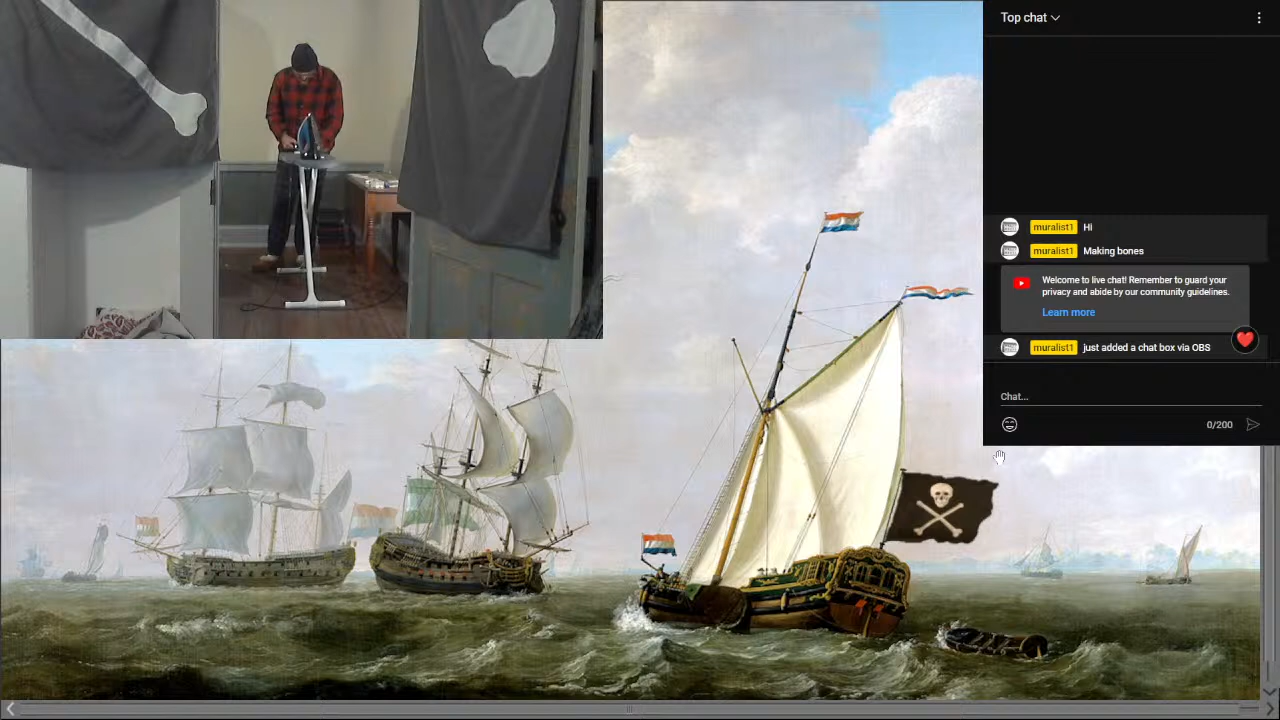 Top chat
muralist1 Hi
muralist1 Making bones
Welcome to live chat! Remember to guard your
privacy and abide by our community guidelines.
Learn more
muralist1 just added a chat box via OBS
Chat...
0/200